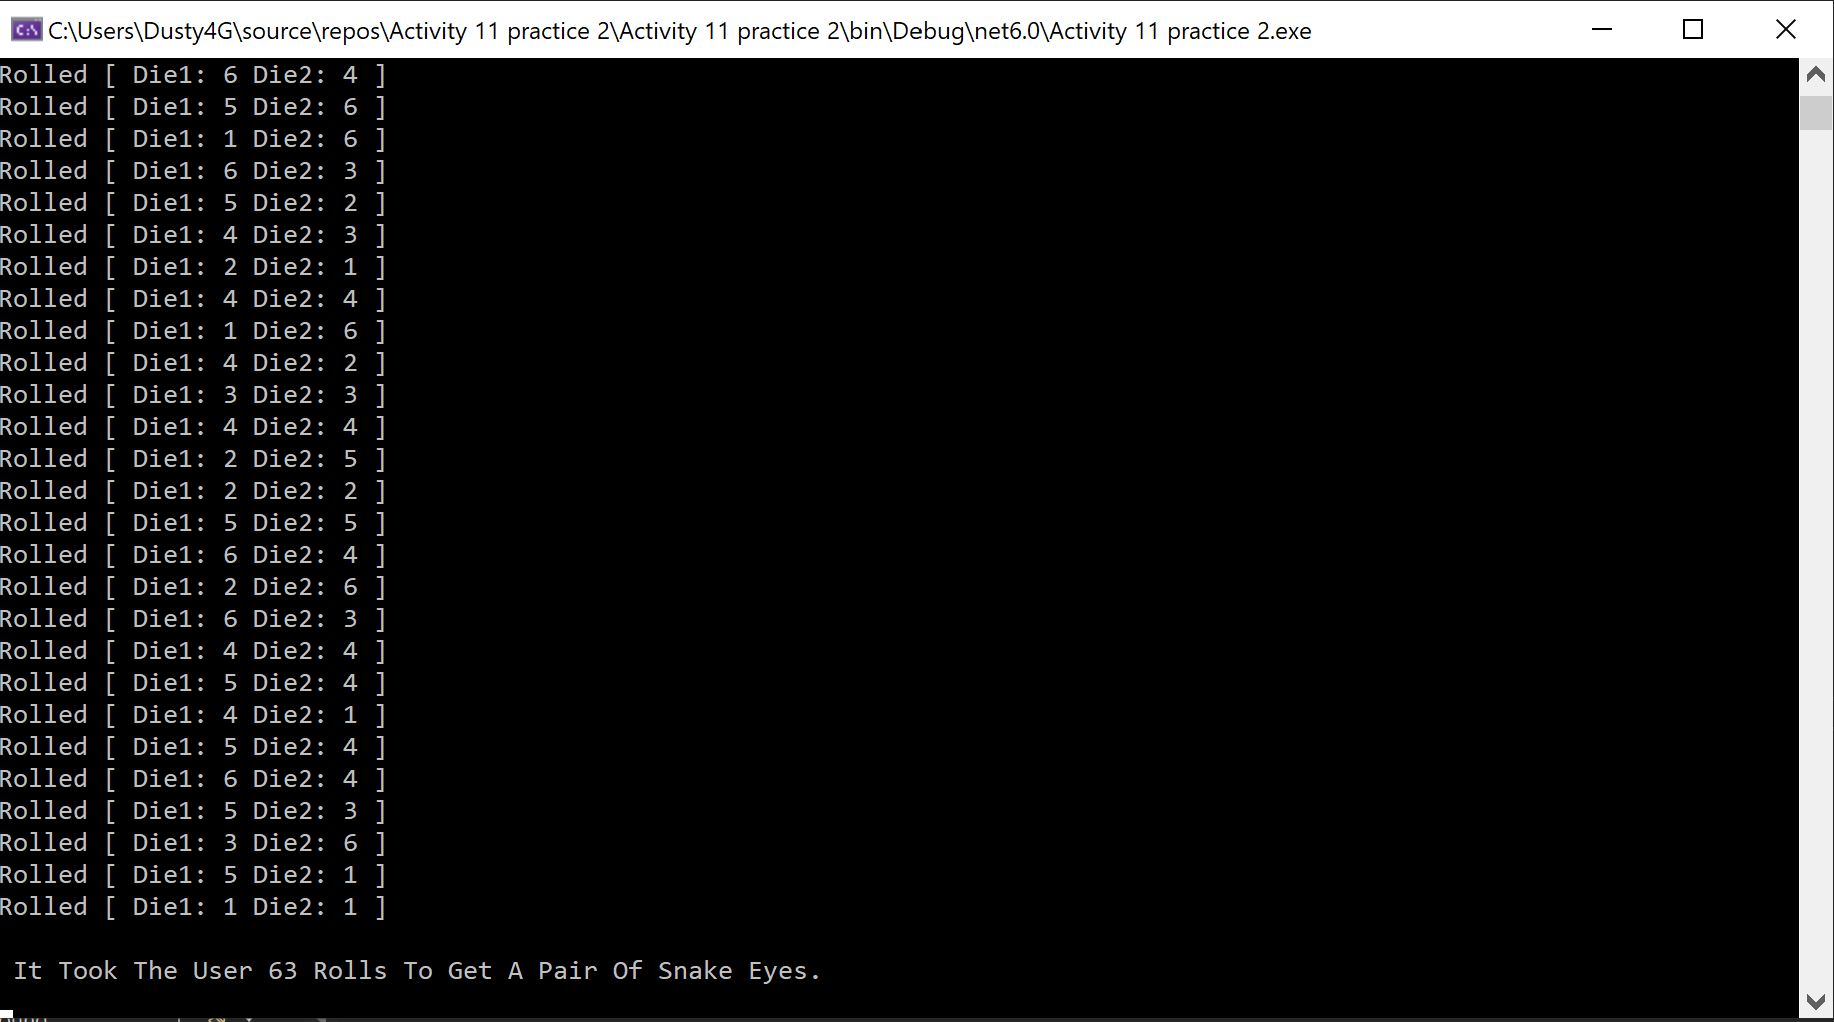 C:\Users\Dusty4G\source\repos\Activity 11 practice 2\Activity 11 practice 2\bin\Debug\net6.0\Activity 11 practice 2.exe
Rolled [ Die1: 6 Die2: 4 ]
Rolled [ Die1: 5 Die2: 6 ]
Rolled [ Die1: 1 Die2: 6 ]
Rolled [ Die1: 6 Die2: 3 ]
Rolled [ Die1: 5 Die2: 2 ]
Rolled [ Die1: 4 Die2: 3 ]
Rolled [ Die1: 2 Die2: 1 ]
Rolled [ Die1: 4 Die2: 4 ]
Rolled [ Die1: 1 Die2: 6 ]
Rolled [ Die1: 4 Die2: 2 ]
Rolled [ Die1: 3 Die2: 3 ]
Rolled [ Die1: 4 Die2: 4 ]
Rolled [ Die1: 2 Die2: 5 ]
Rolled [ Die1: 2 Die2: 2 ]
Rolled [ Die1: 5 Die2: 5 ]
Rolled [ Die1: 6 Die2: 4 ]
Rolled [ Die1: 2 Die2: 6 ]
Rolled [ Die1: 6 Die2: 3 ]
Rolled [ Die1: 4 Die2: 4 ]
Rolled [ Die1: 5 Die2: 4 ]
Rolled [ Die1: 4 Die2: 1 ]
Rolled [ Die1: 5 Die2: 4 ]
Rolled [ Die1: 6 Die2: 4 ]
Rolled [ Die1: 5 Die2: 3 ]
Rolled [ Die1: 3 Die2: 6 ]
Rolled [ Die1: 5 Die2: 1 ]
Rolled [ Die1: 1 Die2: 1 ]
It Took The User 63 Rolls To Get A Pair Of Snake Eyes.